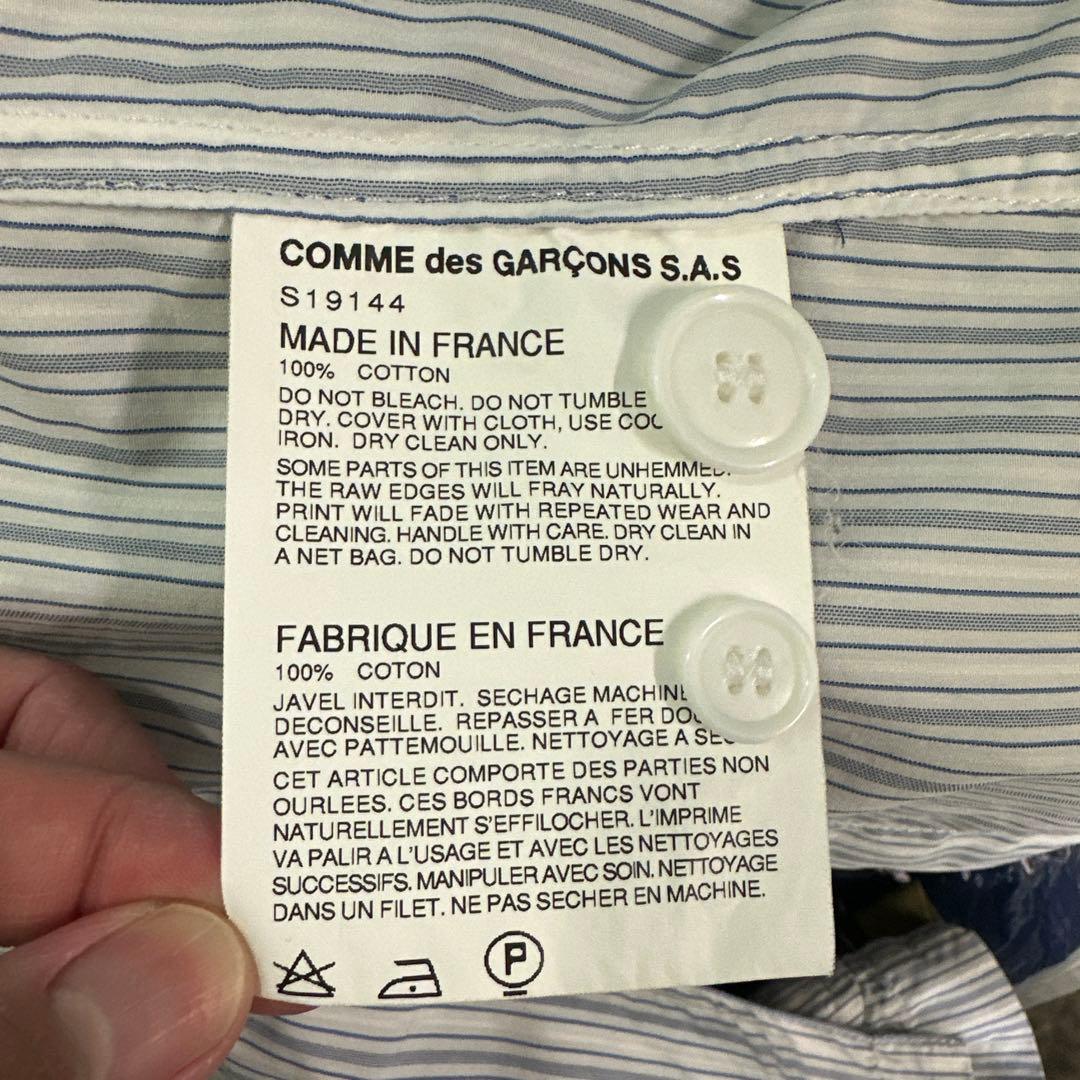 COMME des GARÇONS S.A.S
S19144
MADE IN FRANCE
100% COTTON
DO NOT BLEACH. DO NOT TUMBLE
DRY. COVER WITH CLOTH, USE
IRON. DRY CLEAN ONLY.
SOME PARTS OF THIS ITEM ARE UNHEMMED.
THE RAW EDGES WILL FRAY NATURALLY.
PRINT WILL FADE WITH REPEATED WEAR AND
CLEANING. HANDLE WITH CARE. DRY CLEAN IN
A NET BAG. DO NOT TUMBLE DRY.
FABRIQUE EN FRANCE
100% COTON
JAVEL INTERDIT. SECHAGE MACHINE
DECONSEILLE. REPASSER A FER
AVEC PATTEMOUILLE. NETTOYAGE A
CET ARTICLE COMPORTE DES PARTIES NON
OURLEES. CES BORDS FRANCS VONT
NATURELLEMENT S'EFFILOCHER. L'IMPRIME
VA PALIR A L'USAGE ET AVEC LES NETTOYAGES
SUCCESSIFS. MANIPULER AVEC SOIN. NETTOYAGE
DANS UN FILET. NE PAS SECHER EN MACHINE.
P